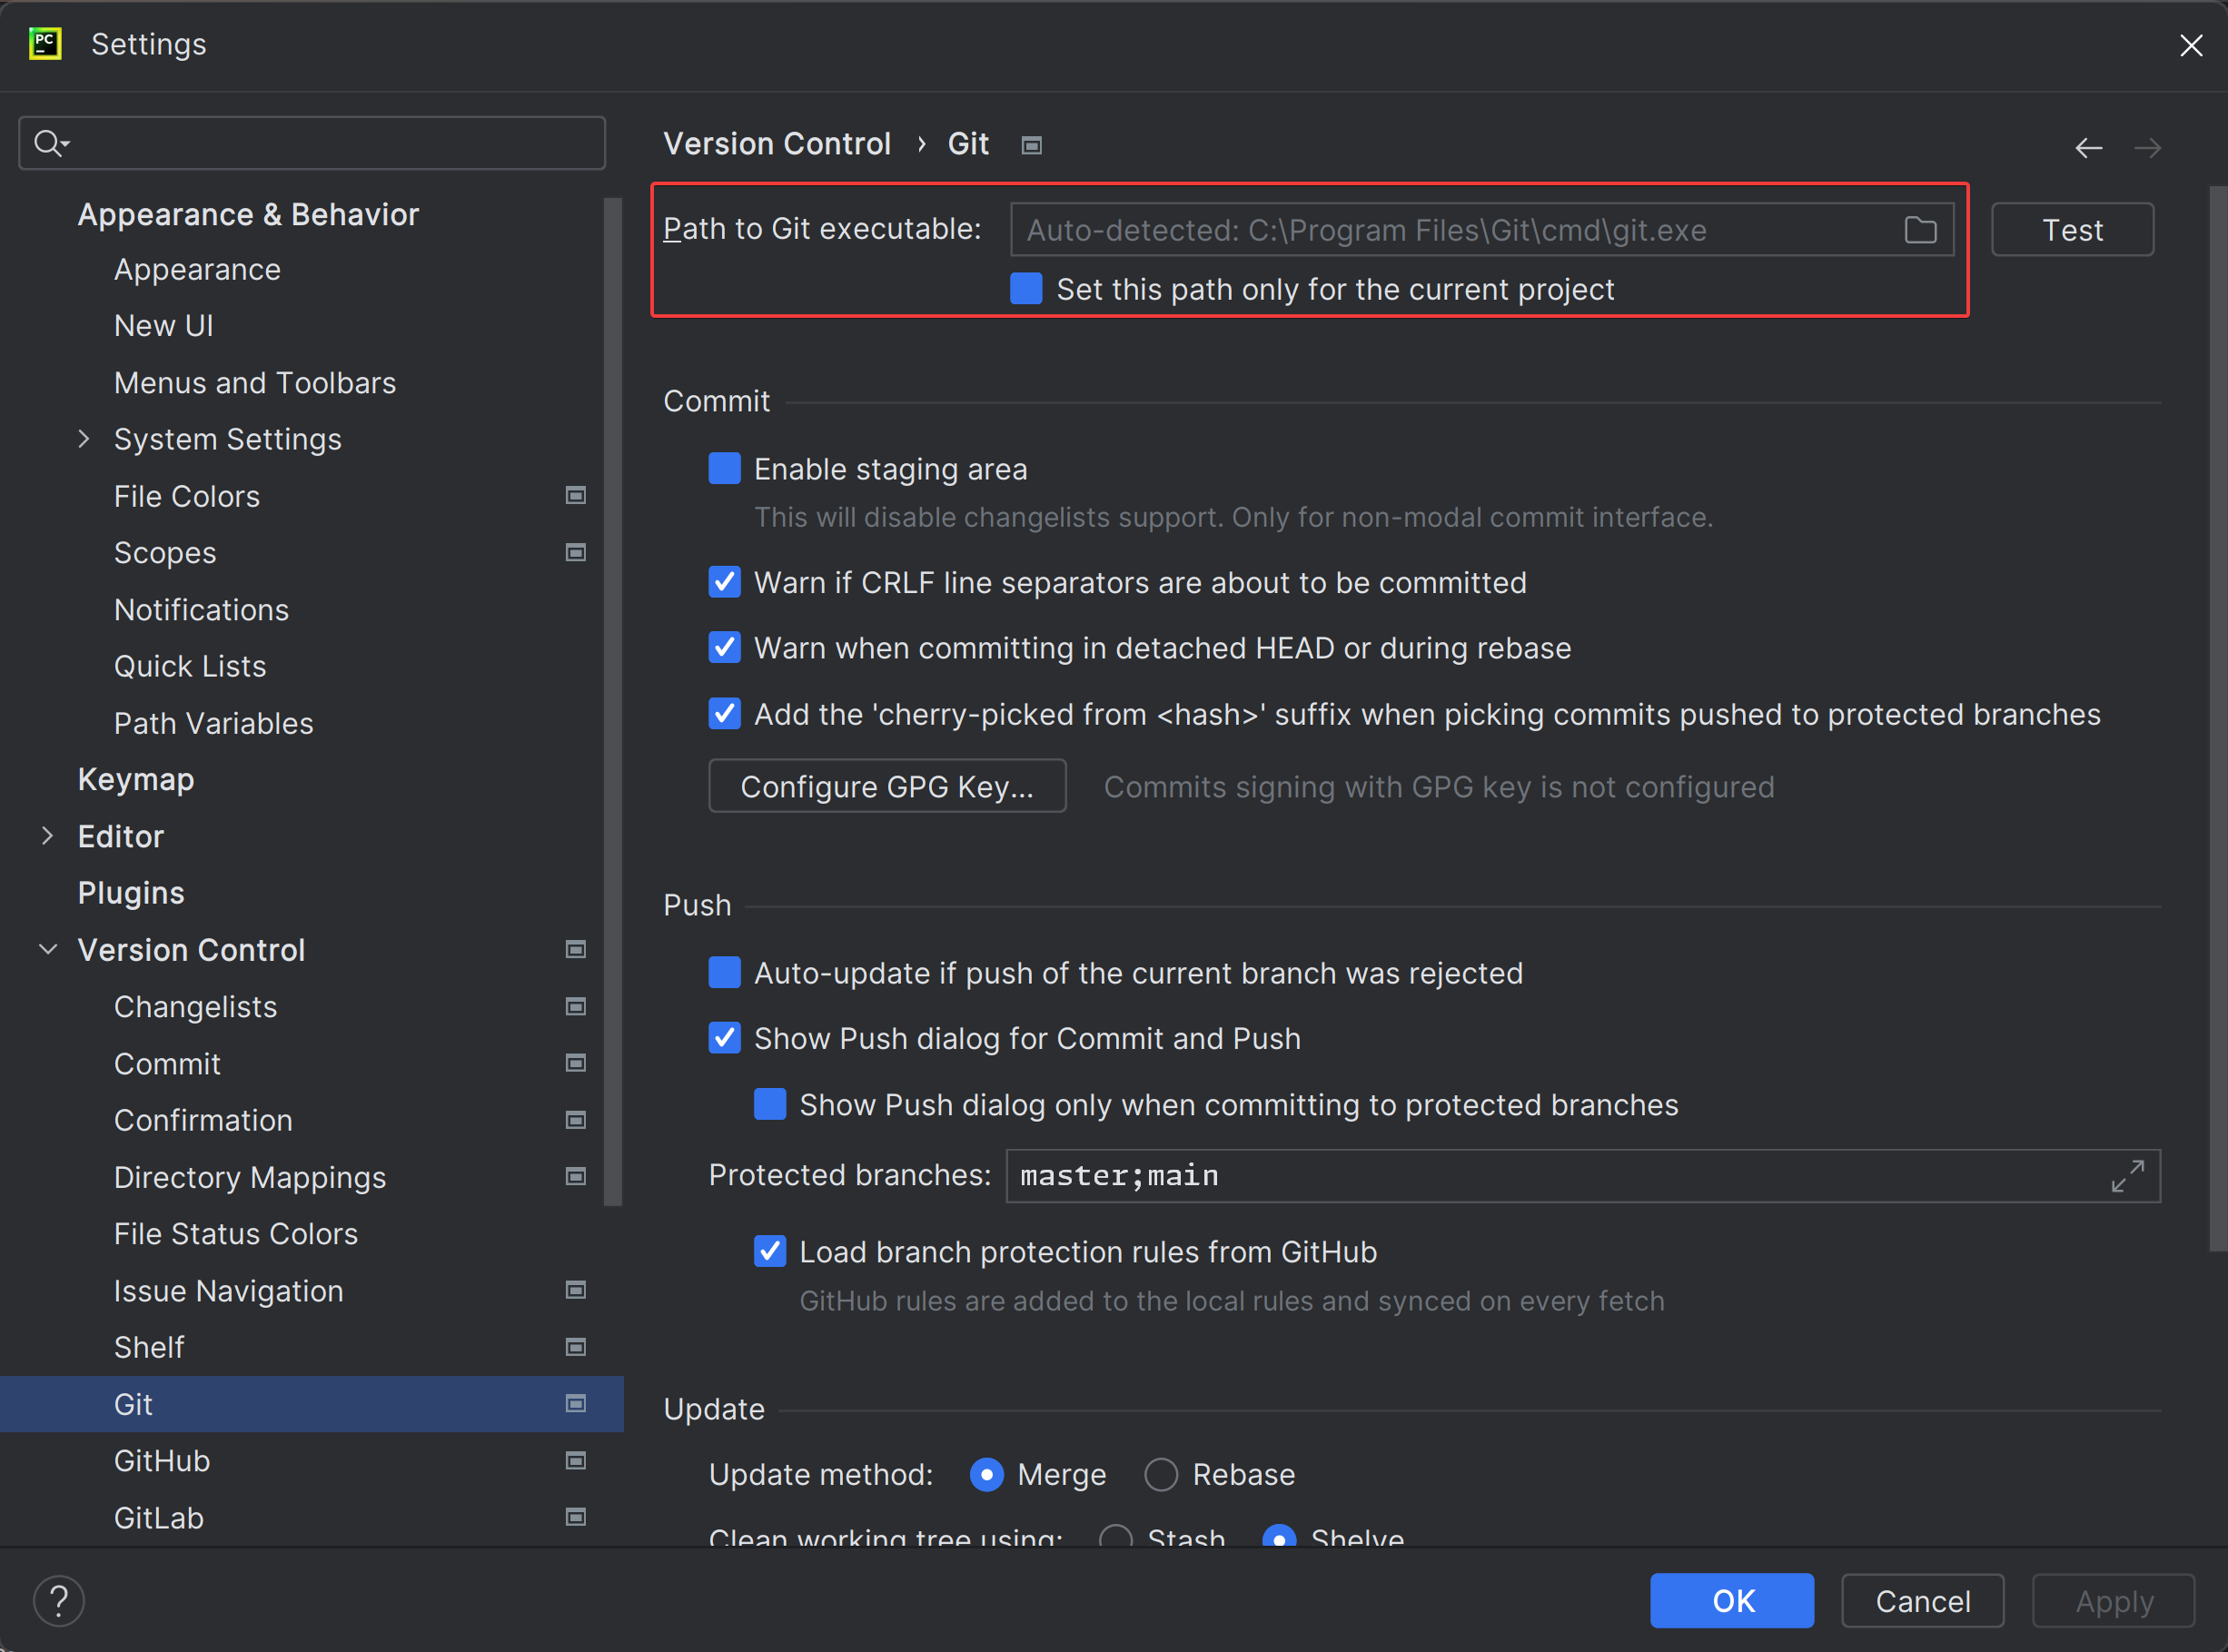 PC
Settings
Appearance & Behavior
Appearance
New UI
Menus and Toolbars
System Settings
File Colors
Scopes
Notifications
Quick Lists
Path Variables
Keymap
Editor
Plugins
Version Control
Changelists
Commit
Confirmation
Directory Mappings
File Status Colors
Issue Navigation
Shelf
Git
GitHub
GitLab
Version Control › Git
Path to Git executable: Auto-detected: C:\Program Files\Git\cmd\git.exe Test
Set this path only for the current project
Commit
Enable staging area
This will disable changelists support. Only for non-modal commit interface.
Warn if CRLF line separators are about to be committed
Warn when committing in detached HEAD or during rebase
Add the 'cherry-picked from <hash>' suffix when picking commits pushed to protected branches
Configure GPG Key... Commits signing with GPG key is not configured
Push
Auto-update if push of the current branch was rejected
Show Push dialog for Commit and Push
Show Push dialog only when committing to protected branches
Protected branches: master;main
Load branch protection rules from GitHub
GitHub rules are added to the local rules and synced on every fetch
Update
Update method: Merge Rebase
Clean working tree using: Stash Shelve
? OK Cancel Apply